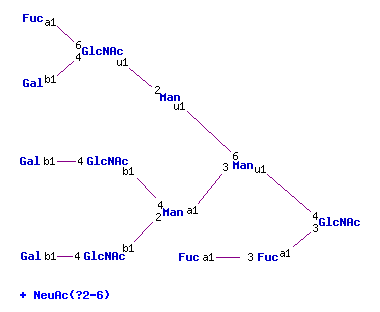 Fuc a1
6
GlcNAc
4 u1
Gal b1
2
Man
u1
6
Gal b1 4 GlcNAc 3 Man u1
b1
4 4
Man a1 GlcNAc
2 3
b1
Gal b1 4 GlcNAc Fuc a1 3 Fuc a1
+ NeuAc(?2-6)